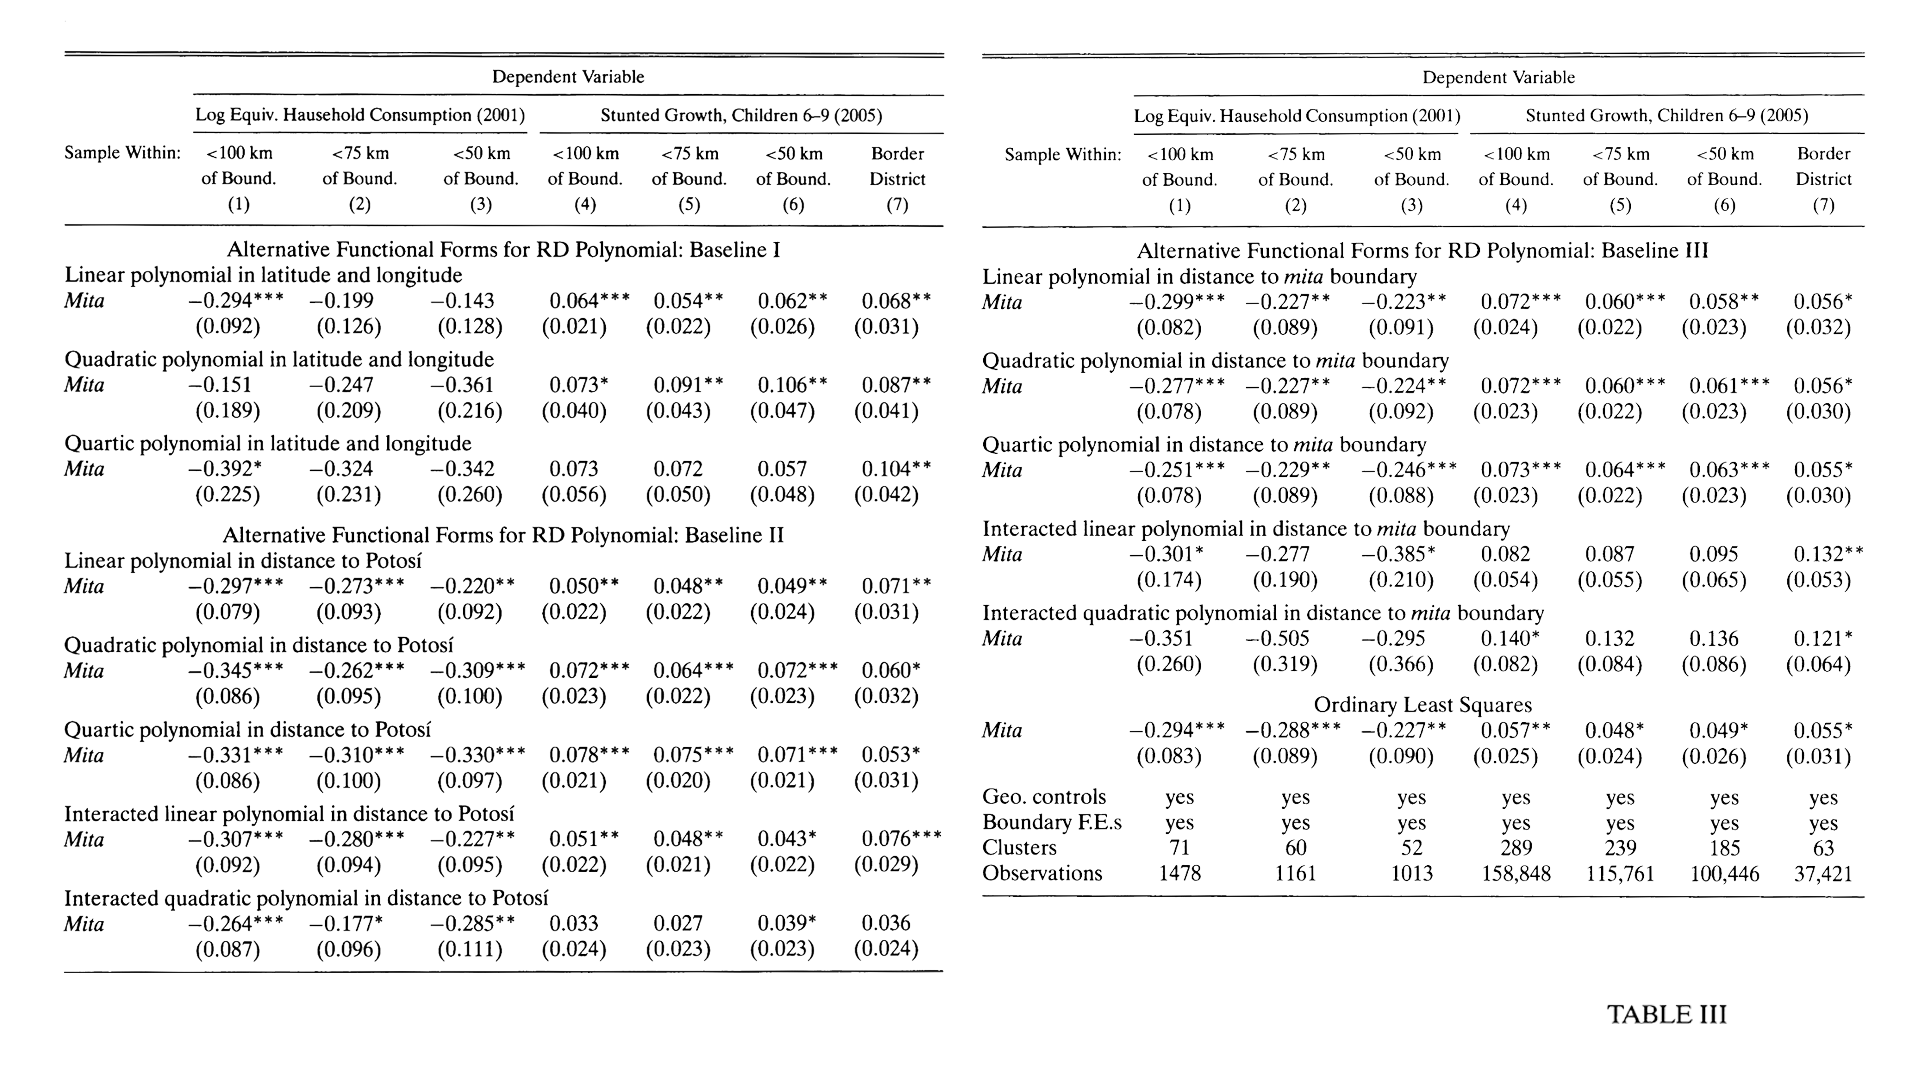 Dependent Variable
Log Equiv. Hausehold Consumption (2001) Stunted Growth, Children 6–9 (2005)
Sample Within: <100 km <75 km <50 km <100 km <75 km <50 km Border
of Bound. of Bound. of Bound. of Bound. of Bound. of Bound. District
(1) (2) (3) (4) (5) (6) (7)
Alternative Functional Forms for RD Polynomial: Baseline I
Linear polynomial in latitude and longitude
Mita −0.294*** −0.199 −0.143 0.064*** 0.054** 0.062** 0.068**
(0.092) (0.126) (0.128) (0.021) (0.022) (0.026) (0.031)
Quadratic polynomial in latitude and longitude
Mita −0.151 −0.247 −0.361 0.073* 0.091** 0.106** 0.087**
(0.189) (0.209) (0.216) (0.040) (0.043) (0.047) (0.041)
Quartic polynomial in latitude and longitude
Mita −0.392* −0.324 −0.342 0.073 0.072 0.057 0.104**
(0.225) (0.231) (0.260) (0.056) (0.050) (0.048) (0.042)
Alternative Functional Forms for RD Polynomial: Baseline II
Linear polynomial in distance to Potosí
Mita −0.297*** −0.273*** −0.220** 0.050** 0.048** 0.049** 0.071**
(0.079) (0.093) (0.092) (0.022) (0.022) (0.024) (0.031)
Quadratic polynomial in distance to Potosí
Mita −0.345*** −0.262*** −0.309*** 0.072*** 0.064*** 0.072*** 0.060*
(0.086) (0.095) (0.100) (0.023) (0.022) (0.023) (0.032)
Quartic polynomial in distance to Potosí
Mita −0.331*** −0.310*** −0.330*** 0.078*** 0.075*** 0.071*** 0.053*
(0.086) (0.100) (0.097) (0.021) (0.020) (0.021) (0.031)
Interacted linear polynomial in distance to Potosí
Mita −0.307*** −0.280*** −0.227** 0.051** 0.048** 0.043* 0.076***
(0.092) (0.094) (0.095) (0.022) (0.021) (0.022) (0.029)
Interacted quadratic polynomial in distance to Potosí
Mita −0.264*** −0.177* −0.285** 0.033 0.027 0.039* 0.036
(0.087) (0.096) (0.111) (0.024) (0.023) (0.023) (0.024)
Dependent Variable
Log Equiv. Hausehold Consumption (2001) Stunted Growth, Children 6–9 (2005)
Sample Within: <100 km <75 km <50 km <100 km <75 km <50 km Border
of Bound. of Bound. of Bound. of Bound. of Bound. of Bound. District
(1) (2) (3) (4) (5) (6) (7)
Alternative Functional Forms for RD Polynomial: Baseline III
Linear polynomial in distance to mita boundary
Mita −0.299*** −0.227** −0.223** 0.072*** 0.060*** 0.058** 0.056*
(0.082) (0.089) (0.091) (0.024) (0.022) (0.023) (0.032)
Quadratic polynomial in distance to mita boundary
Mita −0.277*** −0.227** −0.224** 0.072*** 0.060*** 0.061*** 0.056*
(0.078) (0.089) (0.092) (0.023) (0.022) (0.023) (0.030)
Quartic polynomial in distance to mita boundary
Mita −0.251*** −0.229** −0.246*** 0.073*** 0.064*** 0.063*** 0.055*
(0.078) (0.089) (0.088) (0.023) (0.022) (0.023) (0.030)
Interacted linear polynomial in distance to mita boundary
Mita −0.301* −0.277 −0.385* 0.082 0.087 0.095 0.132**
(0.174) (0.190) (0.210) (0.054) (0.055) (0.065) (0.053)
Interacted quadratic polynomial in distance to mita boundary
Mita −0.351 −0.505 −0.295 0.140* 0.132 0.136 0.121*
(0.260) (0.319) (0.366) (0.082) (0.084) (0.086) (0.064)
Ordinary Least Squares
Mita −0.294*** −0.288*** −0.227** 0.057** 0.048* 0.049* 0.055*
(0.083) (0.089) (0.090) (0.025) (0.024) (0.026) (0.031)
Geo. controls yes yes yes yes yes yes yes
Boundary F.E.s yes yes yes yes yes yes yes
Clusters 71 60 52 289 239 185 63
Observations 1478 1161 1013 158,848 115,761 100,446 37,421
TABLE III